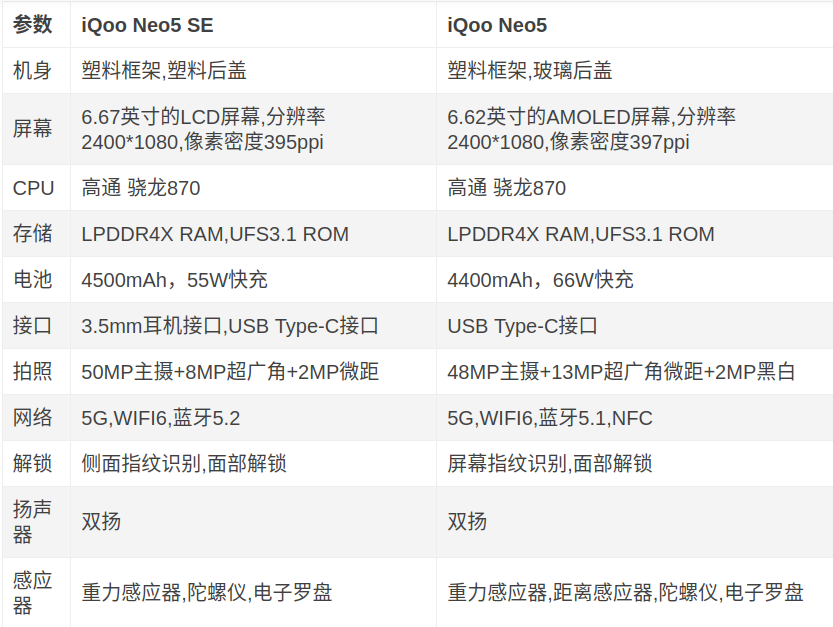 参数 iQoo Neo5 SE iQoo Neo5
机身 塑料框架,塑料后盖 塑料框架,玻璃后盖
屏幕 6.67英寸的LCD屏幕,分辨率 6.62英寸的AMOLED屏幕,分辨率
2400*1080,像素密度395ppi 2400*1080,像素密度397ppi
CPU 高通 骁龙870 高通 骁龙870
存储 LPDDR4X RAM,UFS3.1 ROM LPDDR4X RAM,UFS3.1 ROM
电池 4500mAh，55W快充 4400mAh，66W快充
接口 3.5mm耳机接口,USB Type-C接口 USB Type-C接口
拍照 50MP主摄+8MP超广角+2MP微距 48MP主摄+13MP超广角微距+2MP黑白
网络 5G,WIFI6,蓝牙5.2 5G,WIFI6,蓝牙5.1,NFC
解锁 侧面指纹识别,面部解锁 屏幕指纹识别,面部解锁
扬声
器 双扬 双扬
感应
器 重力感应器,陀螺仪,电子罗盘 重力感应器,距离感应器,陀螺仪,电子罗盘